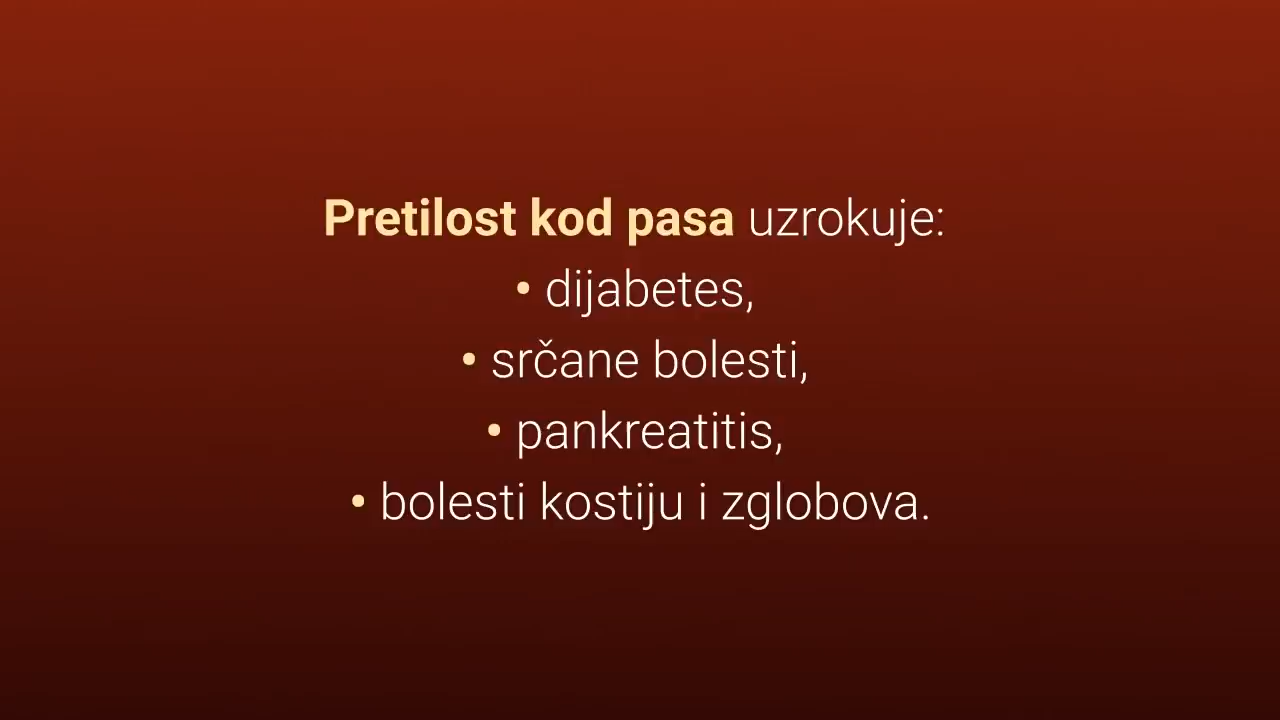 Pretilost kod pasa uzrokuje:
• dijabetes,
• srčane bolesti,
• pankreatitis,
• bolesti kostiju i zglobova.